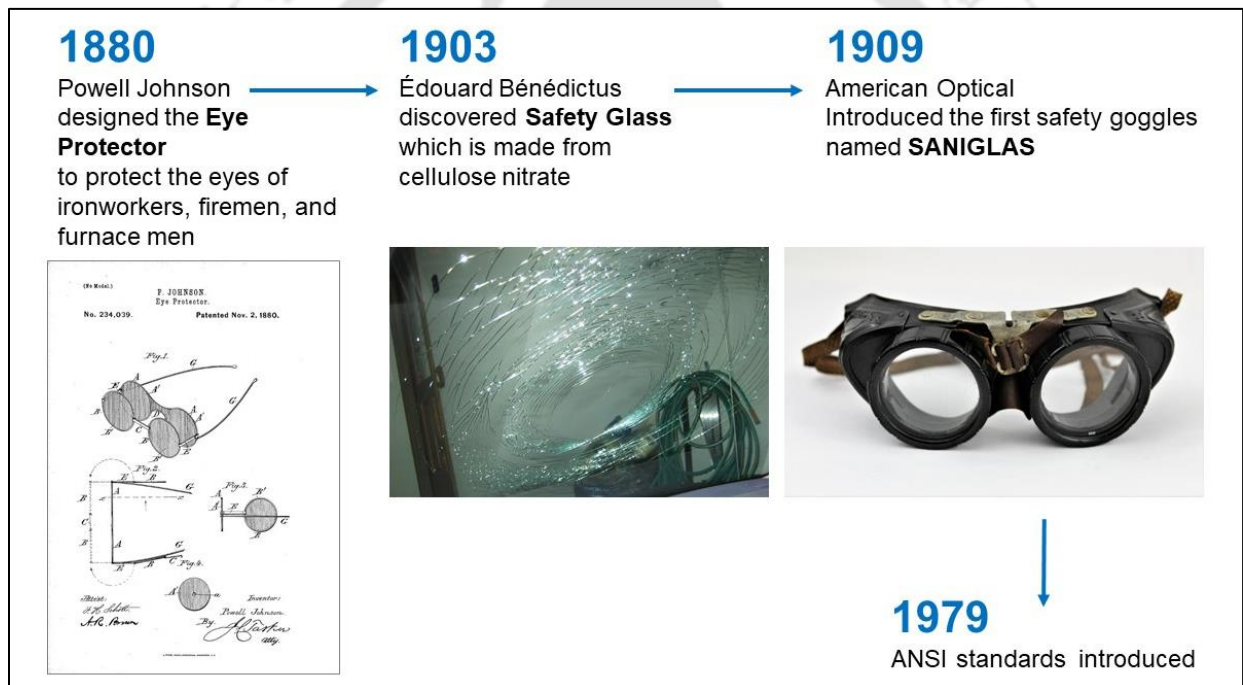 1880
Powell Johnson
designed the Eye
Protector
to protect the eyes of
ironworkers, firemen, and
furnace men
1903
Édouard Bénédictus
discovered Safety Glass
which is made from
cellulose nitrate
1909
American Optical
Introduced the first safety goggles
named SANIGLAS
(No Model.)
P. JOHNSON.
Eye Protector.
No. 234,039.
Patented Nov. 2, 1880.
Fig. 1.
G
A
E
A'
G
B
A
A'
D
C
E'
B'
E
Fig. 2.
E
B
A
G
B
C'
B
A
Fig. 3.
A
B'
A'
E
G
B
G
C
E
B
Fig. 4.
A'
a
Attest:
Inventor:
Powell Johnson
By
Atty
1979
ANSI standards introduced